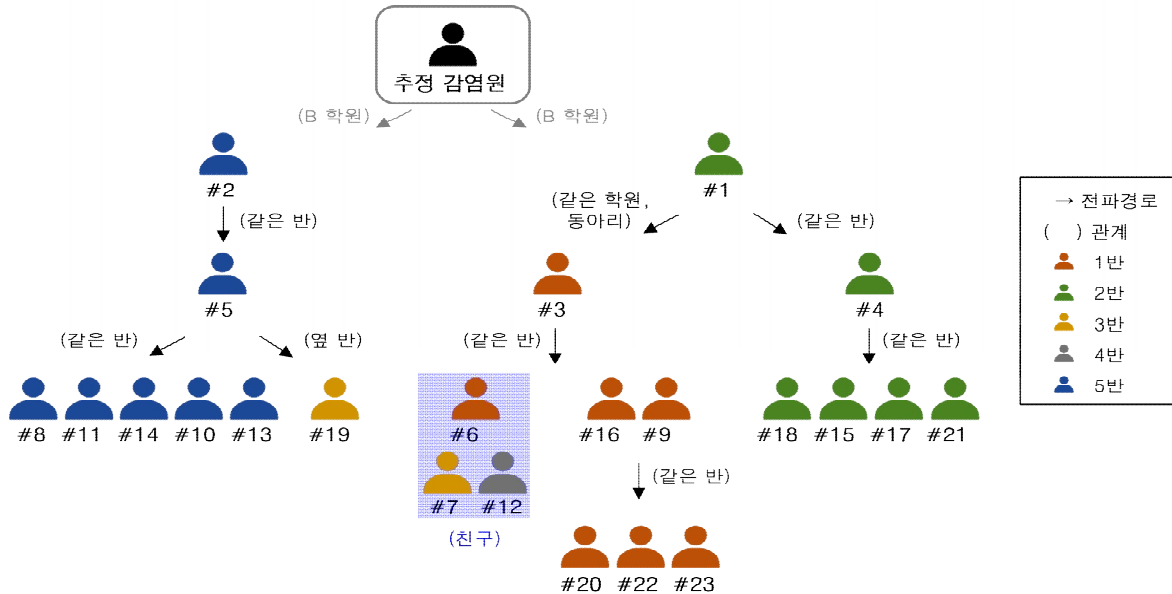 추정 감염원
(B 학원)
(B 학원)
#2
#1
(같은 반)
(같은 학원,
동아리)
(같은 반)
#5
#3
#4
(같은 반)
(옆 반)
(같은 반)
(같은 반)
#8 #11 #14 #10 #13
#19
#6
#16 #9
#18 #15 #17 #21
#7 #12
(친구)
(같은 반)
#20 #22 #23
→ 전파경로
( ) 관계
1반
2반
3반
4반
5반